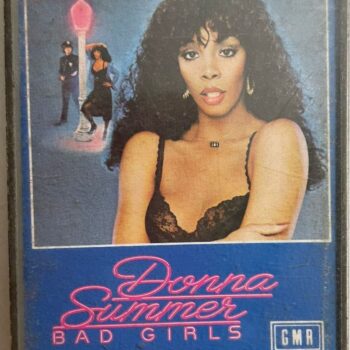 Donna
Summer
BAD GIRLS
GMR